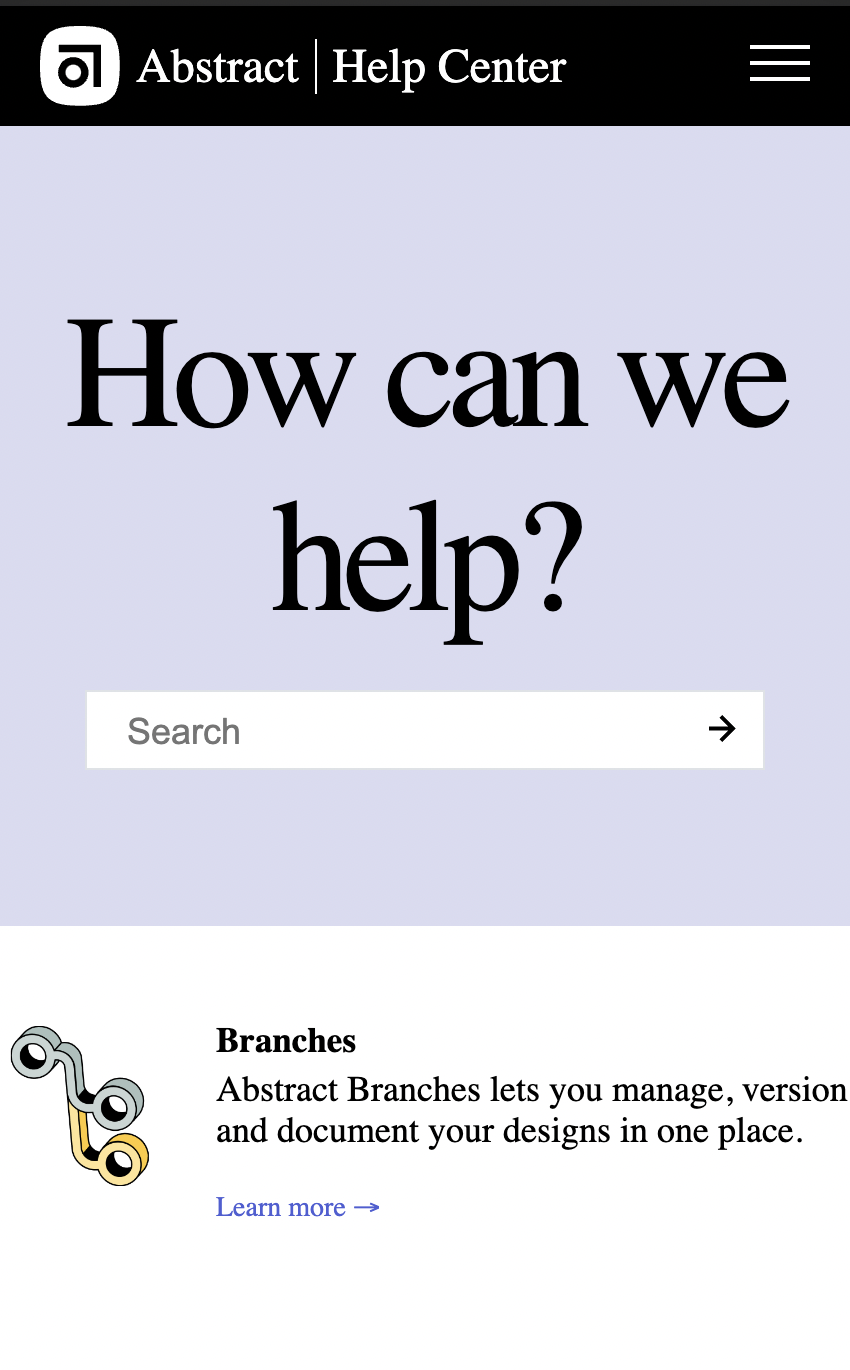 Abstract | Help Center
How can we
help?
Search →
Branches
Abstract Branches lets you manage, version
and document your designs in one place.
Learn more →